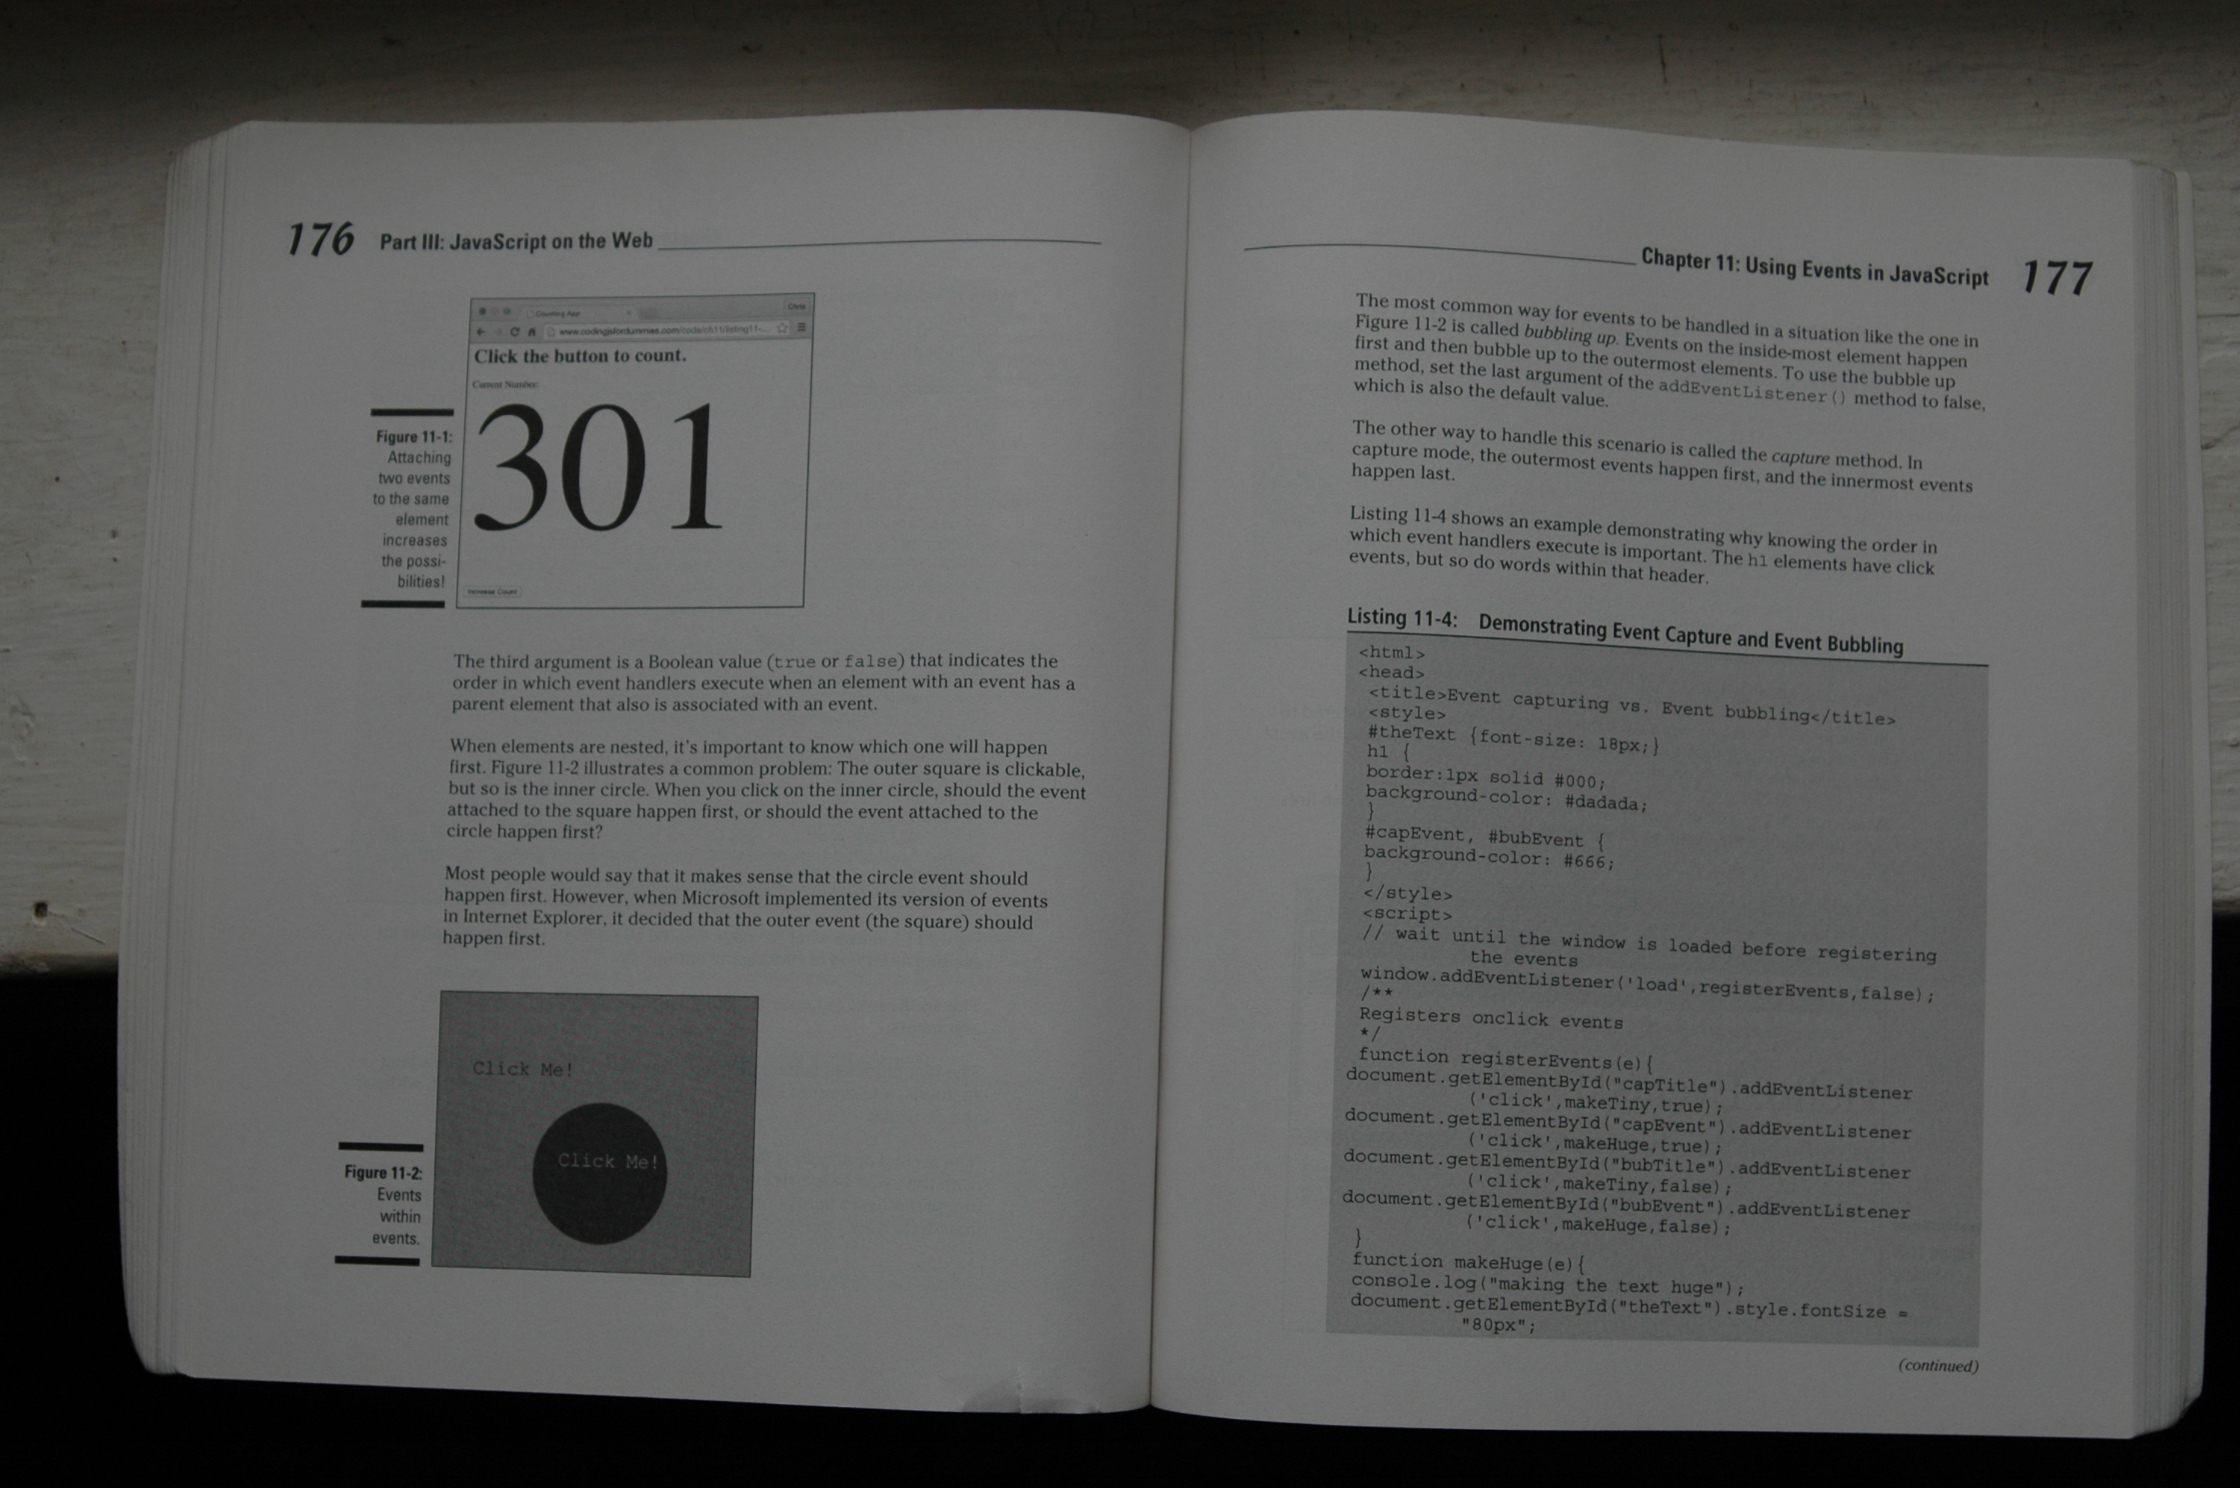 176 Part III: JavaScript on the Web
Counting App
Chris
www.codingisfordummies.com/code/ch11/listing11-...
Click the button to count.
Current Number:
301
Increase Count
Figure 11-1:
Attaching
two events
to the same
element
increases
the possi-
bilities!
The third argument is a Boolean value (true or false) that indicates the
order in which event handlers execute when an element with an event has a
parent element that also is associated with an event.
When elements are nested, it's important to know which one will happen
first. Figure 11-2 illustrates a common problem: The outer square is clickable,
but so is the inner circle. When you click on the inner circle, should the event
attached to the square happen first, or should the event attached to the
circle happen first?
Most people would say that it makes sense that the circle event should
happen first. However, when Microsoft implemented its version of events
in Internet Explorer, it decided that the outer event (the square) should
happen first.
Click Me!
Click Me!
Figure 11-2:
Events
within
events.
Chapter 11: Using Events in JavaScript 177
The most common way for events to be handled in a situation like the one in
Figure 11-2 is called bubbling up. Events on the inside-most element happen
first and then bubble up to the outermost elements. To use the bubble up
method, set the last argument of the addEventListener() method to false,
which is also the default value.
The other way to handle this scenario is called the capture method. In
capture mode, the outermost events happen first, and the innermost events
happen last.
Listing 11-4 shows an example demonstrating why knowing the order in
which event handlers execute is important. The h1 elements have click
events, but so do words within that header.
Listing 11-4: Demonstrating Event Capture and Event Bubbling
<html>
<head>
<title>Event capturing vs. Event bubbling</title>
<style>
#theText {font-size: 18px;}
h1 {
border:1px solid #000;
background-color: #dadada;
}
#capEvent, #bubEvent {
background-color: #666;
}
</style>
<script>
// wait until the window is loaded before registering
the events
window.addEventListener('load',registerEvents,false);
/**
Registers onclick events
*/
function registerEvents(e){
document.getElementById("capTitle").addEventListener
('click',makeTiny,true);
document.getElementById("capEvent").addEventListener
('click',makeHuge,true);
document.getElementById("bubTitle").addEventListener
('click',makeTiny,false);
document.getElementById("bubEvent").addEventListener
('click',makeHuge,false);
}
function makeHuge(e){
console.log("making the text huge");
document.getElementById("theText").style.fontSize =
"80px";
(continued)